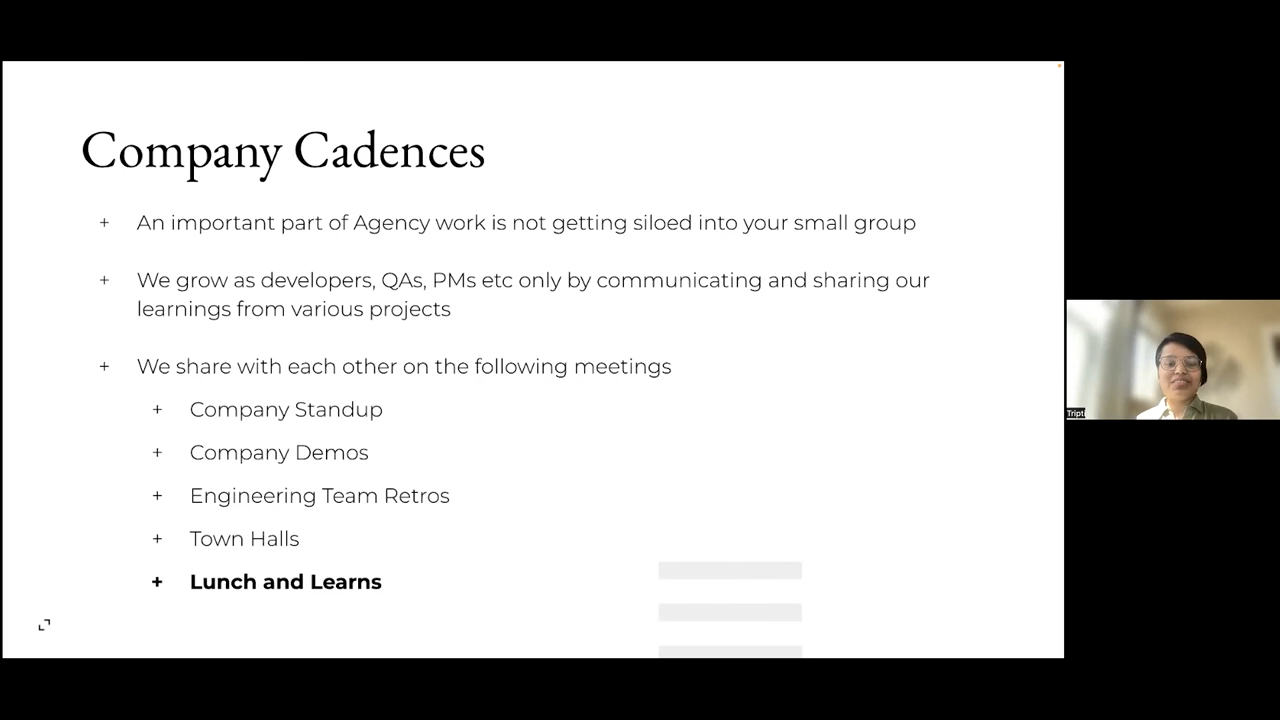 Company Cadences
+ An important part of Agency work is not getting siloed into your small group
+ We grow as developers, QAs, PMs etc only by communicating and sharing our
learnings from various projects
+ We share with each other on the following meetings
+ Company Standup
+ Company Demos
+ Engineering Team Retros
+ Town Halls
+ Lunch and Learns
Tripti